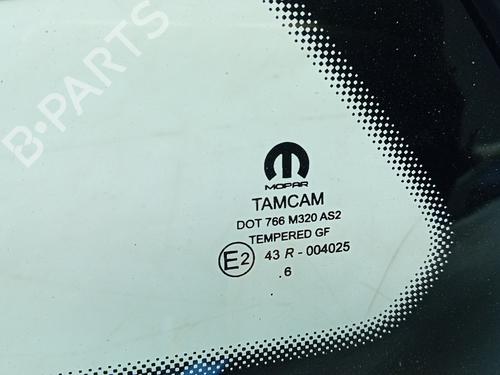 B-PARTS
MOPAR
TAMCAM
DOT 766 M320 AS2
TEMPERED GF
E2 43 R - 004025
.6